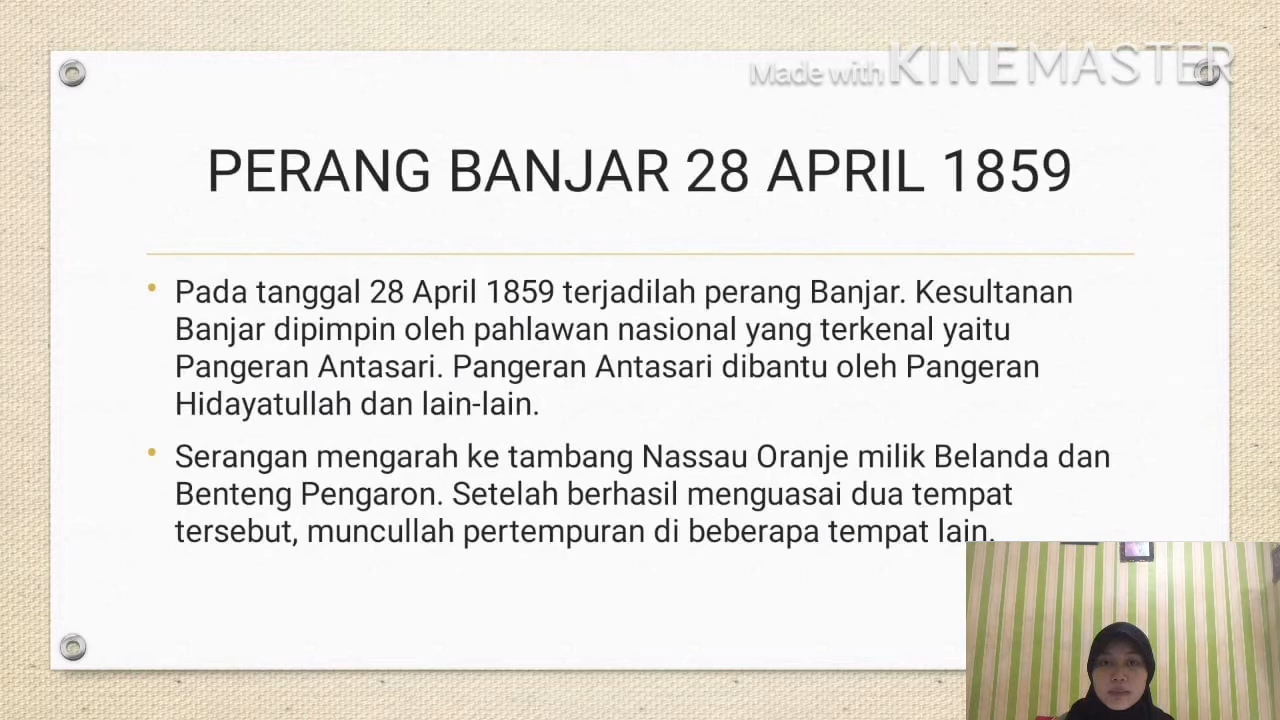 Made with KINEMASTER
PERANG BANJAR 28 APRIL 1859
• Pada tanggal 28 April 1859 terjadilah perang Banjar. Kesultanan
Banjar dipimpin oleh pahlawan nasional yang terkenal yaitu
Pangeran Antasari. Pangeran Antasari dibantu oleh Pangeran
Hidayatullah dan lain-lain.
• Serangan mengarah ke tambang Nassau Oranje milik Belanda dan
Benteng Pengaron. Setelah berhasil menguasai dua tempat
tersebut, muncullah pertempuran di beberapa tempat lain.